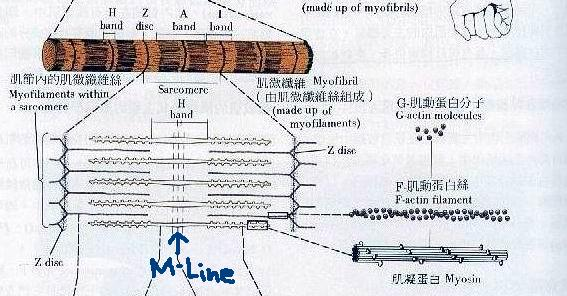 (made up of myofibrils)
H band
Z disc
A band
I band
肌節內的肌微纖維絲
Myofilaments within
a sarcomere
Sarcomere
H
band
肌微纖維 Myofibril
(由肌微纖維絲組成)
(made up of
myofilaments)
Z disc
G-肌動蛋白分子
G-actin molecules
F-肌動蛋白絲
F-actin filament
Z disc
M-Line
肌凝蛋白 Myosin